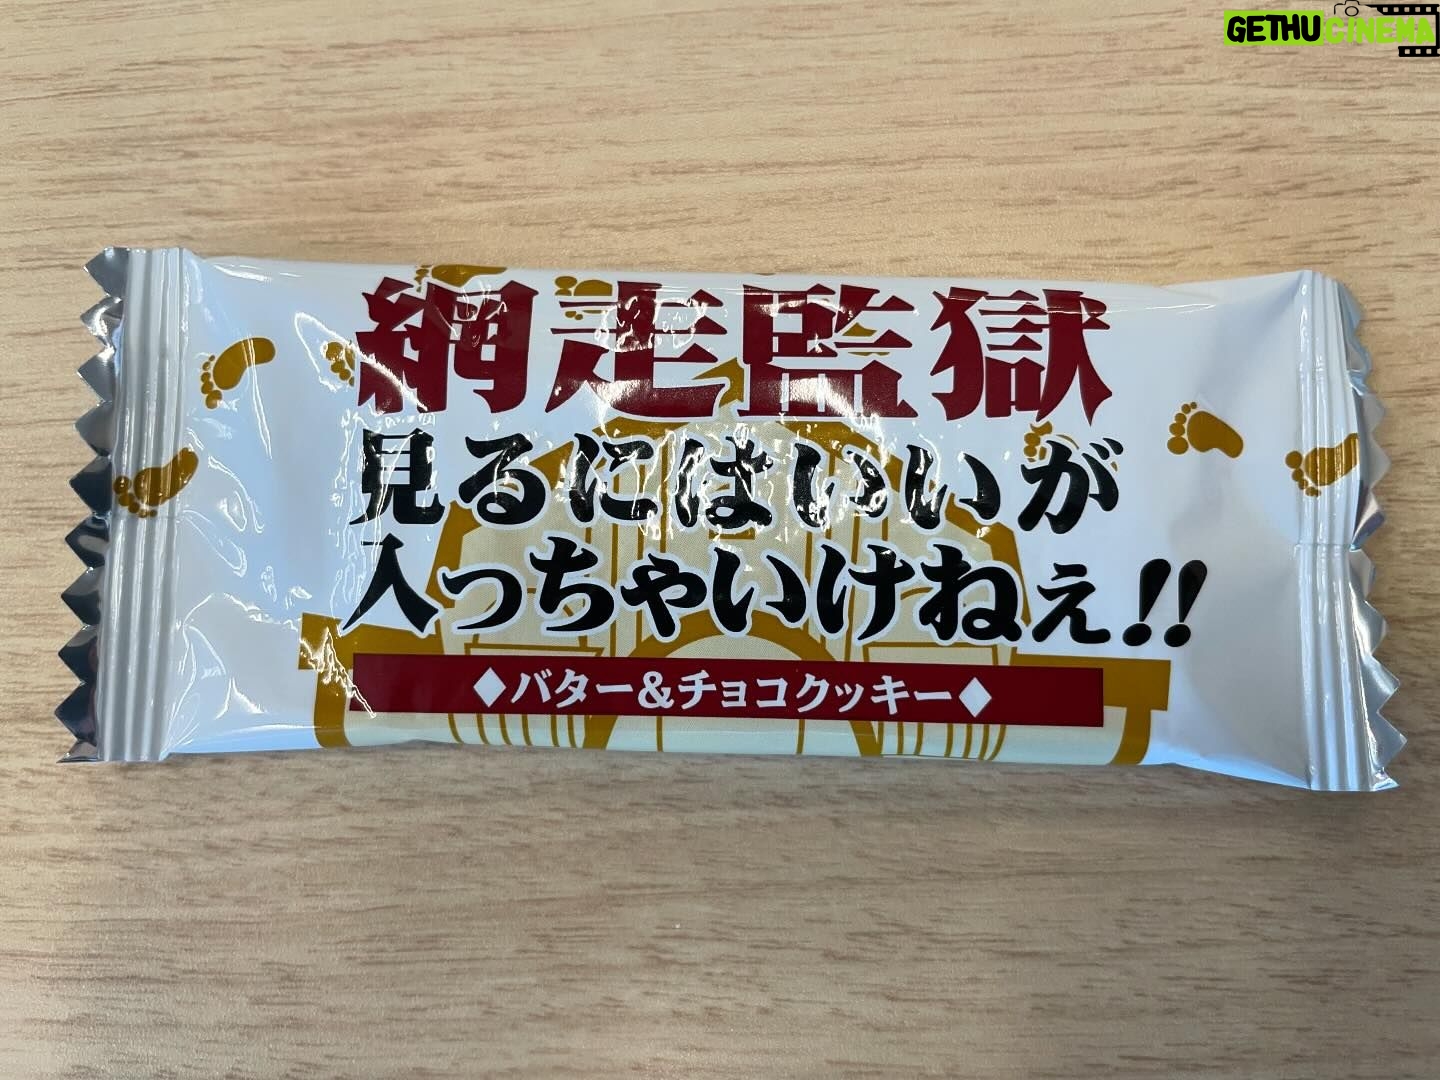 GETHU CINEMA
網走監獄
見るにはいいが
入っちゃいけねぇ!!
◆バター&チョコクッキー◆